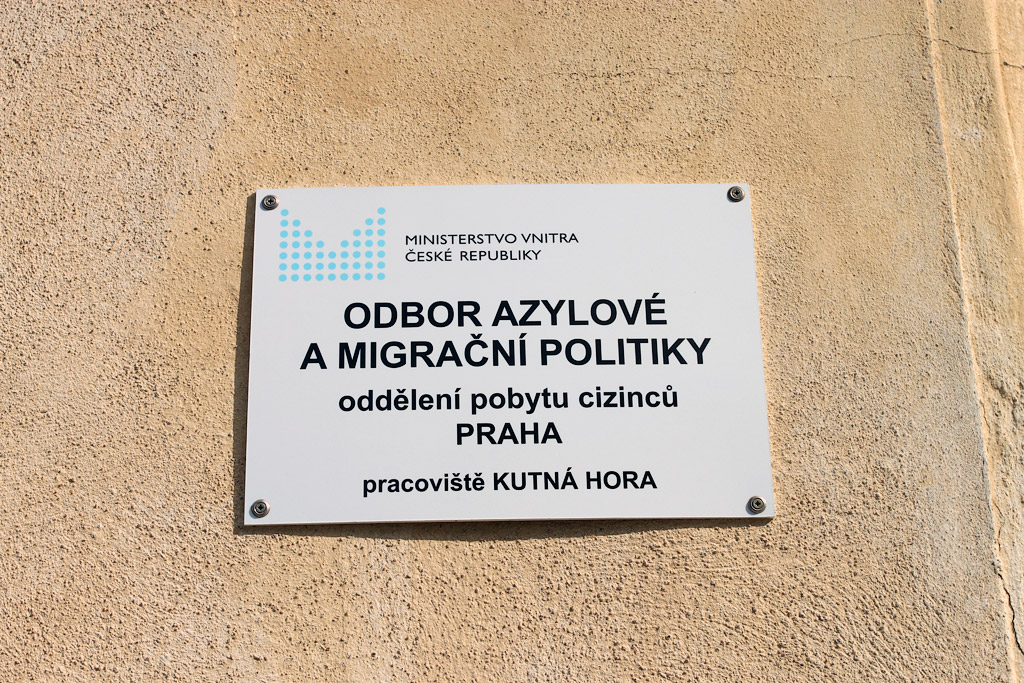 MINISTERSTVO VNITRA
ČESKÉ REPUBLIKY
ODBOR AZYLOVÉ
A MIGRAČNÍ POLITIKY
oddělení pobytu cizinců
PRAHA
pracoviště KUTNÁ HORA